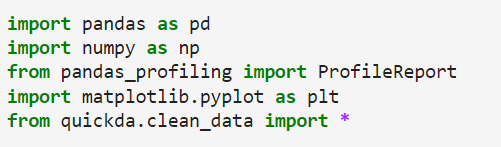 import pandas as pd
import numpy as np
from pandas_profiling import ProfileReport
import matplotlib.pyplot as plt
from quickda.clean_data import *